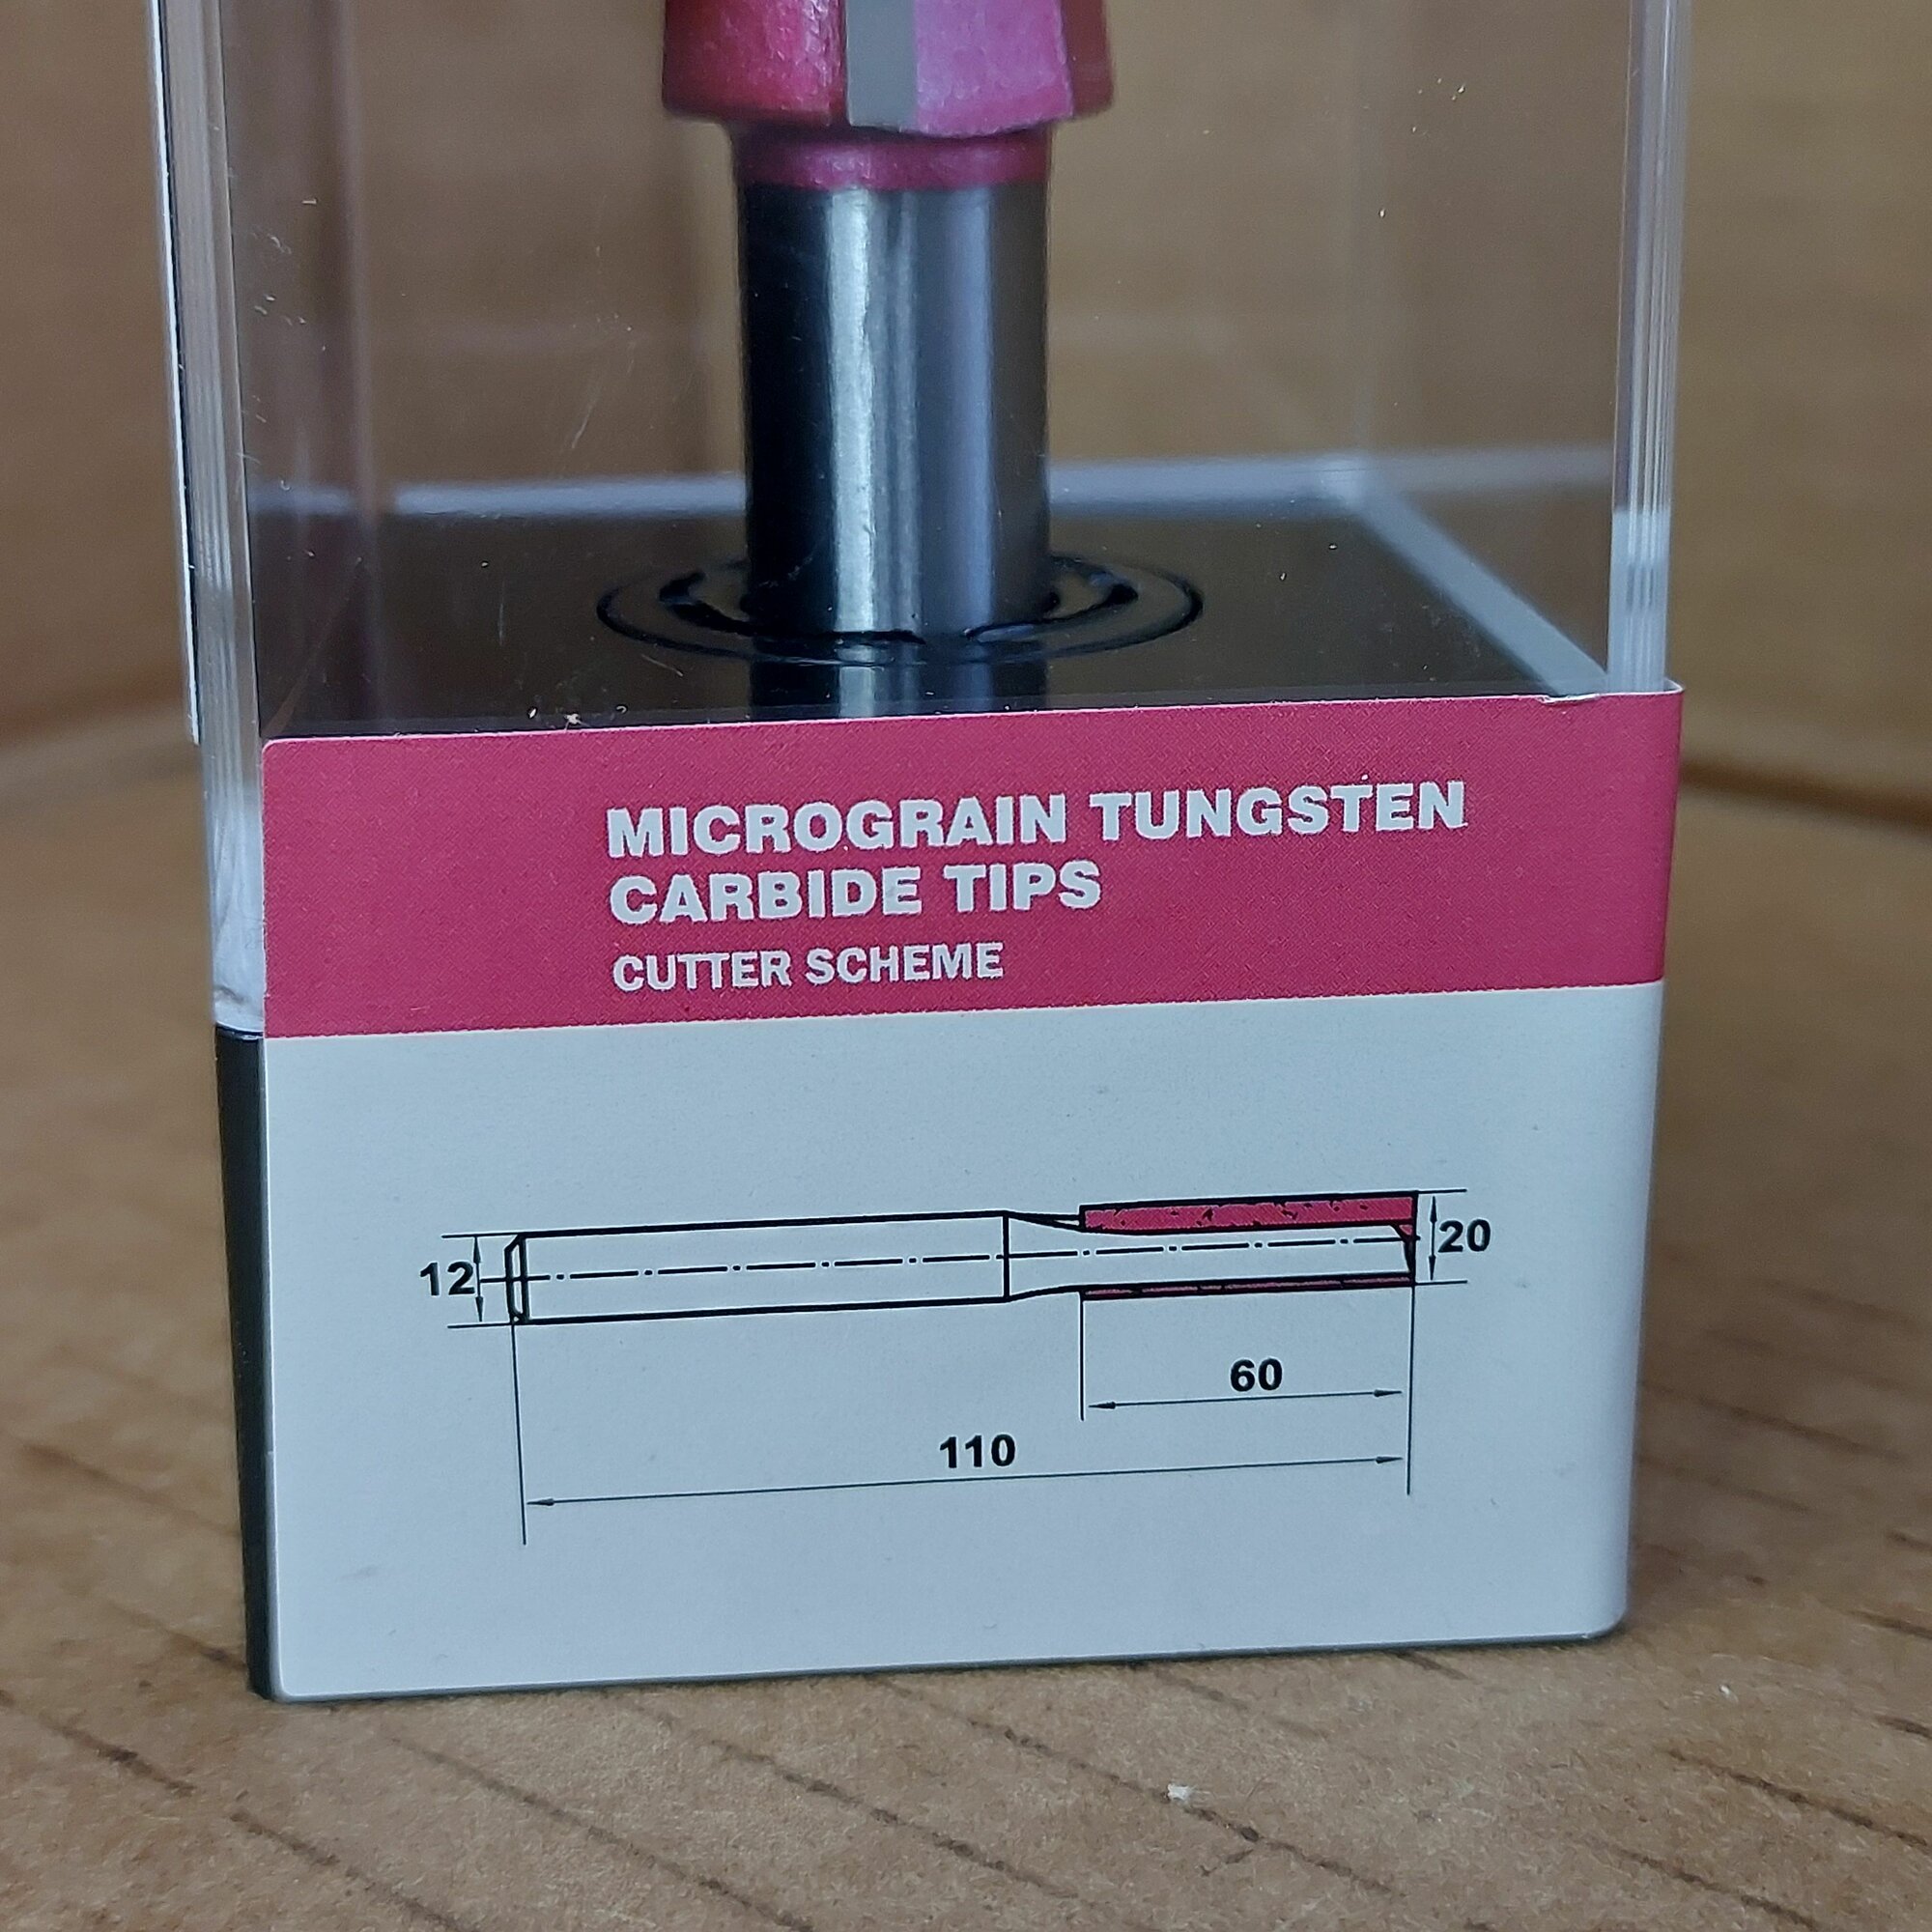 MICROGRAIN TUNGSTEN
CARBIDE TIPS
CUTTER SCHEME
12
20
60
110